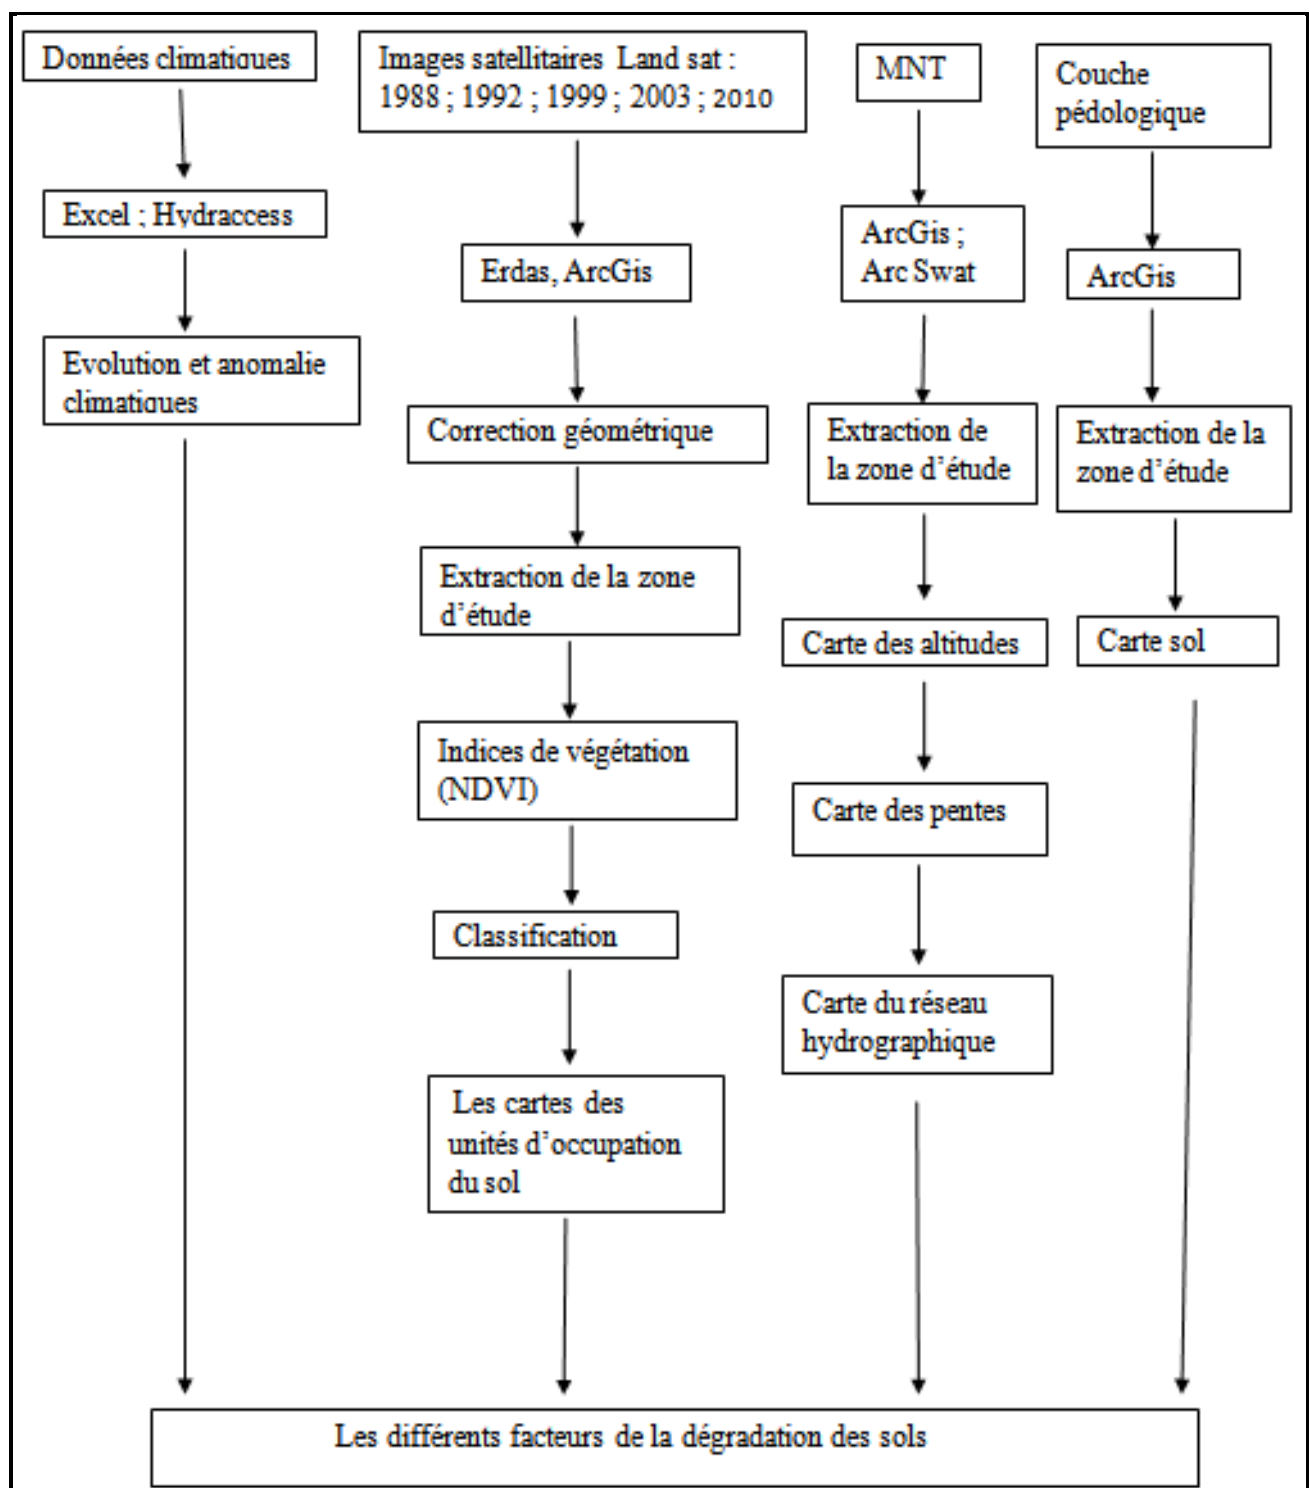 Données climatiques
Excel ; Hydraccess
Evolution et anomalie
climatiques
Images satellitaires Land sat :
1988 ; 1992 ; 1999 ; 2003 ; 2010
Erdas, ArcGis
Correction géométrique
Extraction de la zone
d’étude
Indices de végétation
(NDVI)
Classification
Les cartes des
unités d’occupation
du sol
MNT
ArcGis ;
Arc Swat
Extraction de
la zone d’étude
Carte des altitudes
Carte des pentes
Carte du réseau
hydrographique
Couche
pédologique
ArcGis
Extraction de la
zone d’étude
Carte sol
Les différents facteurs de la dégradation des sols